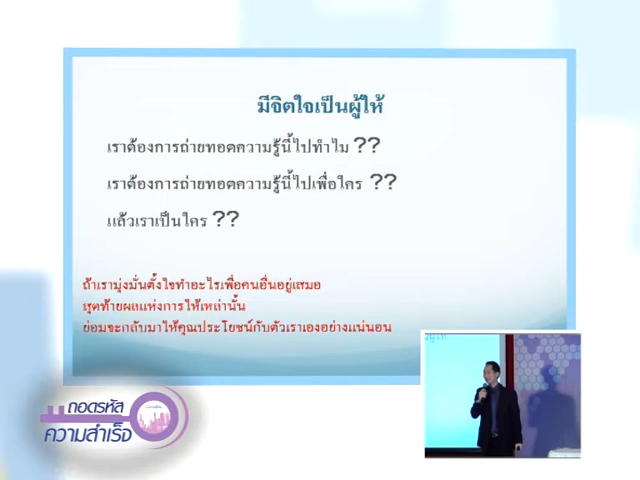 มีจิตใจเป็นผู้ให้
เราต้องการถ่ายทอดความรู้นี้ไปทำไม ??
เราต้องการถ่ายทอดความรู้นี้ไปเพื่อใคร ??
แล้วเราเป็นใคร ??
ถ้าเรามุ่งมั่นตั้งใจทำอะไรเพื่อคนอื่นอยู่เสมอ
สุดท้ายผลแห่งการให้เหล่านั้น
ย่อมจะกลับมาให้คุณประโยชน์กับตัวเราเองอย่างแน่นอน
ถอดรหัส
ความสำเร็จ